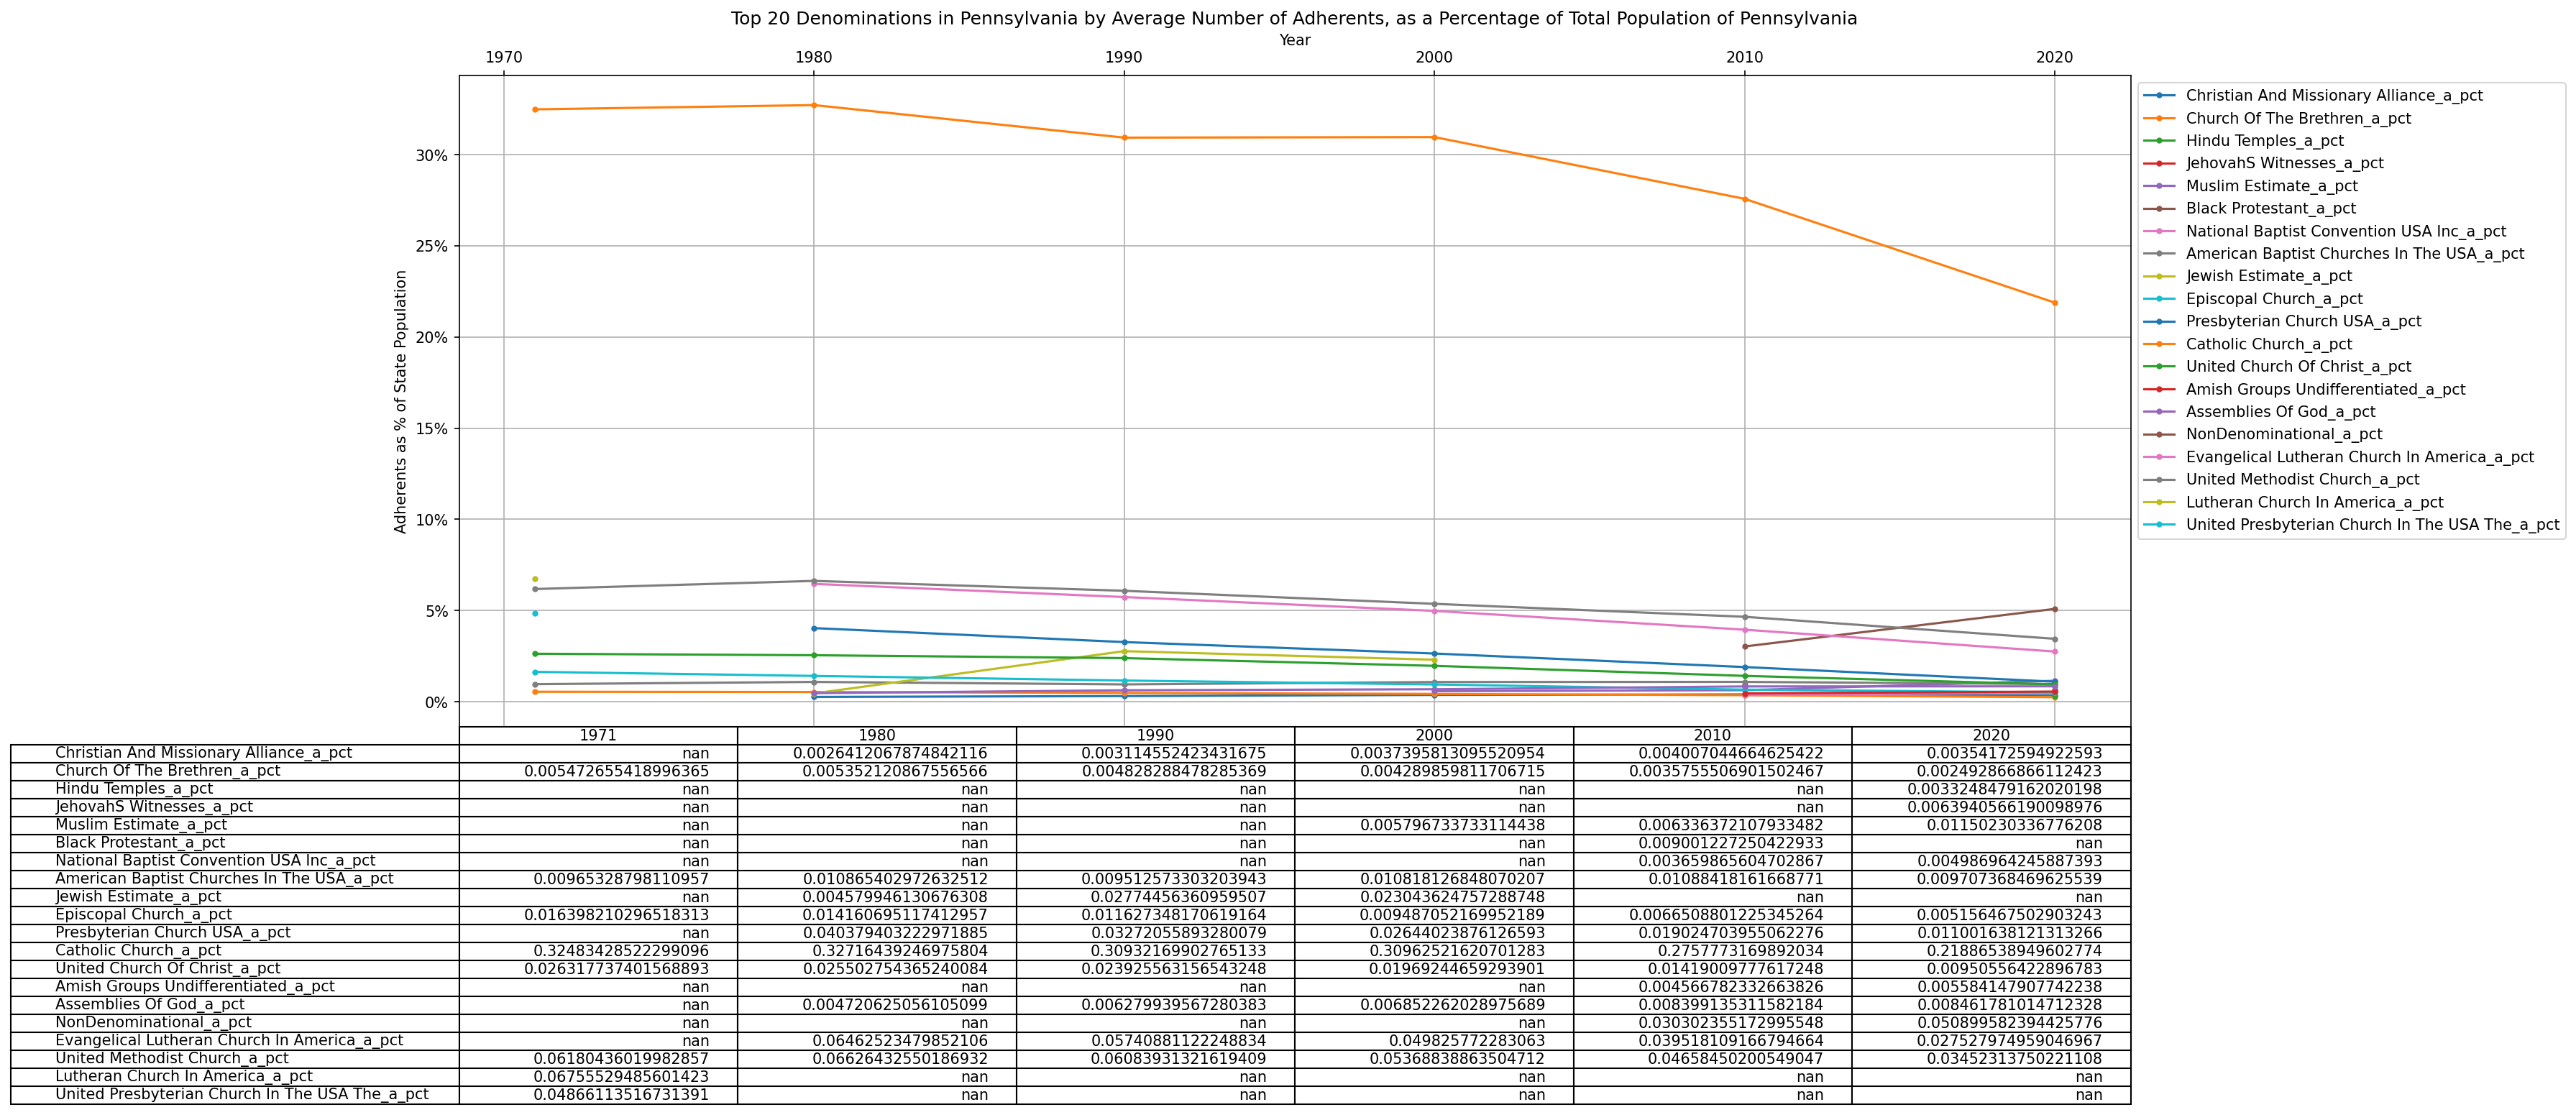 Top 20 Denominations in Pennsylvania by Average Number of Adherents, as a Percentage of Total Population of Pennsylvania
Year
1970 1980 1990 2000 2010 2020
30%
25%
20%
15%
10%
5%
0%
Adherents as % of State Population
Christian And Missionary Alliance_a_pct
Church Of The Brethren_a_pct
Hindu Temples_a_pct
JehovahS Witnesses_a_pct
Muslim Estimate_a_pct
Black Protestant_a_pct
National Baptist Convention USA Inc_a_pct
American Baptist Churches In The USA_a_pct
Jewish Estimate_a_pct
Episcopal Church_a_pct
Presbyterian Church USA_a_pct
Catholic Church_a_pct
United Church Of Christ_a_pct
Amish Groups Undifferentiated_a_pct
Assemblies Of God_a_pct
NonDenominational_a_pct
Evangelical Lutheran Church In America_a_pct
United Methodist Church_a_pct
Lutheran Church In America_a_pct
United Presbyterian Church In The USA The_a_pct
1971 1980 1990 2000 2010 2020
Christian And Missionary Alliance_a_pct nan 0.0026412067874842116 0.003114552423431675 0.0037395813095520954 0.004007044664625422 0.003541725949922593
Church Of The Brethren_a_pct 0.005472655418996365 0.005352120867556566 0.004828288478285369 0.004289859811706715 0.0035755506901502467 0.002492866866112423
Hindu Temples_a_pct nan nan nan nan nan 0.0033248479162020198
JehovahS Witnesses_a_pct nan nan nan nan nan 0.0063940566190098976
Muslim Estimate_a_pct nan nan nan 0.005796733733114438 0.006336372107933482 0.01150230336776208
Black Protestant_a_pct nan nan nan nan 0.009001227250422933 nan
National Baptist Convention USA Inc_a_pct nan nan nan nan 0.003659865604702867 0.004986964245887393
American Baptist Churches In The USA_a_pct 0.00965328798110957 0.010865402972632512 0.009512573303203943 0.010818126848070207 0.01088418161668771 0.009707368469625539
Jewish Estimate_a_pct nan 0.004579946130676308 0.02774456360959507 0.023043624757288748 nan nan
Episcopal Church_a_pct 0.016398210296518313 0.014160695117412957 0.011627348170619164 0.009487052169952189 0.0066508801225345264 0.005156467502903243
Presbyterian Church USA_a_pct nan 0.040379403222971885 0.03272055893280079 0.02644023876126593 0.019024703955062276 0.011001638121313266
Catholic Church_a_pct 0.32483428522299096 0.32716439246975804 0.30932169902765133 0.30962521620701283 0.2757773169892034 0.21886538949602774
United Church Of Christ_a_pct 0.026317737401568893 0.025502754365240084 0.023925563156543248 0.01969244659293901 0.01419009777617248 0.00950556422896783
Amish Groups Undifferentiated_a_pct nan nan nan nan 0.004566782332663826 0.005584147907742238
Assemblies Of God_a_pct nan 0.004720625056105099 0.006279939567280383 0.006852262028975689 0.008399135311582184 0.008461781014712328
NonDenominational_a_pct nan nan nan nan 0.030302355172995548 0.050899582394425776
Evangelical Lutheran Church In America_a_pct nan 0.06462523479852106 0.05740881122248834 0.049825772283063 0.039518109166794664 0.027527974959046967
United Methodist Church_a_pct 0.06180436019982857 0.06626432550186932 0.06083931321619409 0.05368838863504712 0.04658450200549047 0.03452313750221108
Lutheran Church In America_a_pct 0.06755529485601423 nan nan nan nan nan
United Presbyterian Church In The USA The_a_pct 0.04866113516731391 nan nan nan nan nan